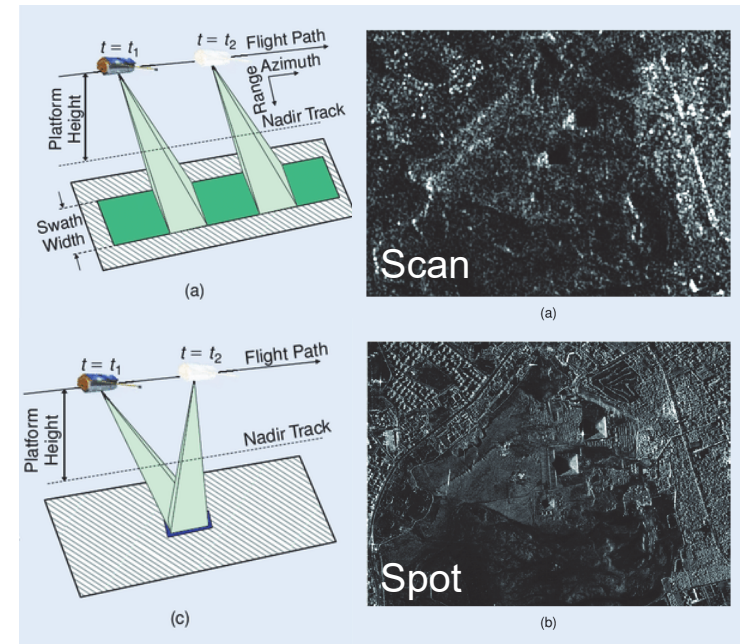 t = t₁
t = t₂
Flight Path
Azimuth
Range
Nadir Track
Platform
Height
Swath
Width
(a)
Scan
(a)
t = t₁
t = t₂
Flight Path
Nadir Track
Platform
Height
(c)
Spot
(b)